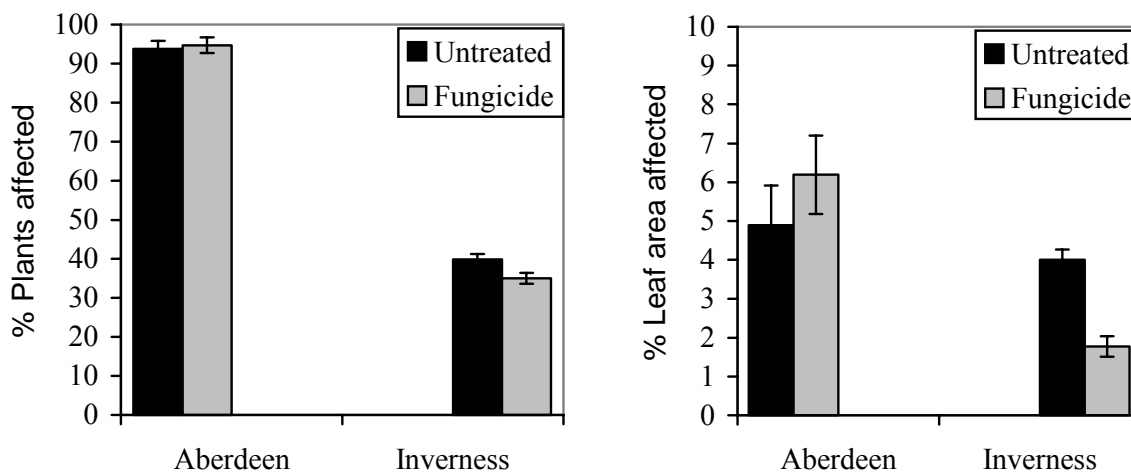 % Plants affected
100
90
80
70
60
50
40
30
20
10
0
Untreated
Fungicide
Aberdeen Inverness
% Leaf area affected
10
9
8
7
6
5
4
3
2
1
0
Untreated
Fungicide
Aberdeen Inverness